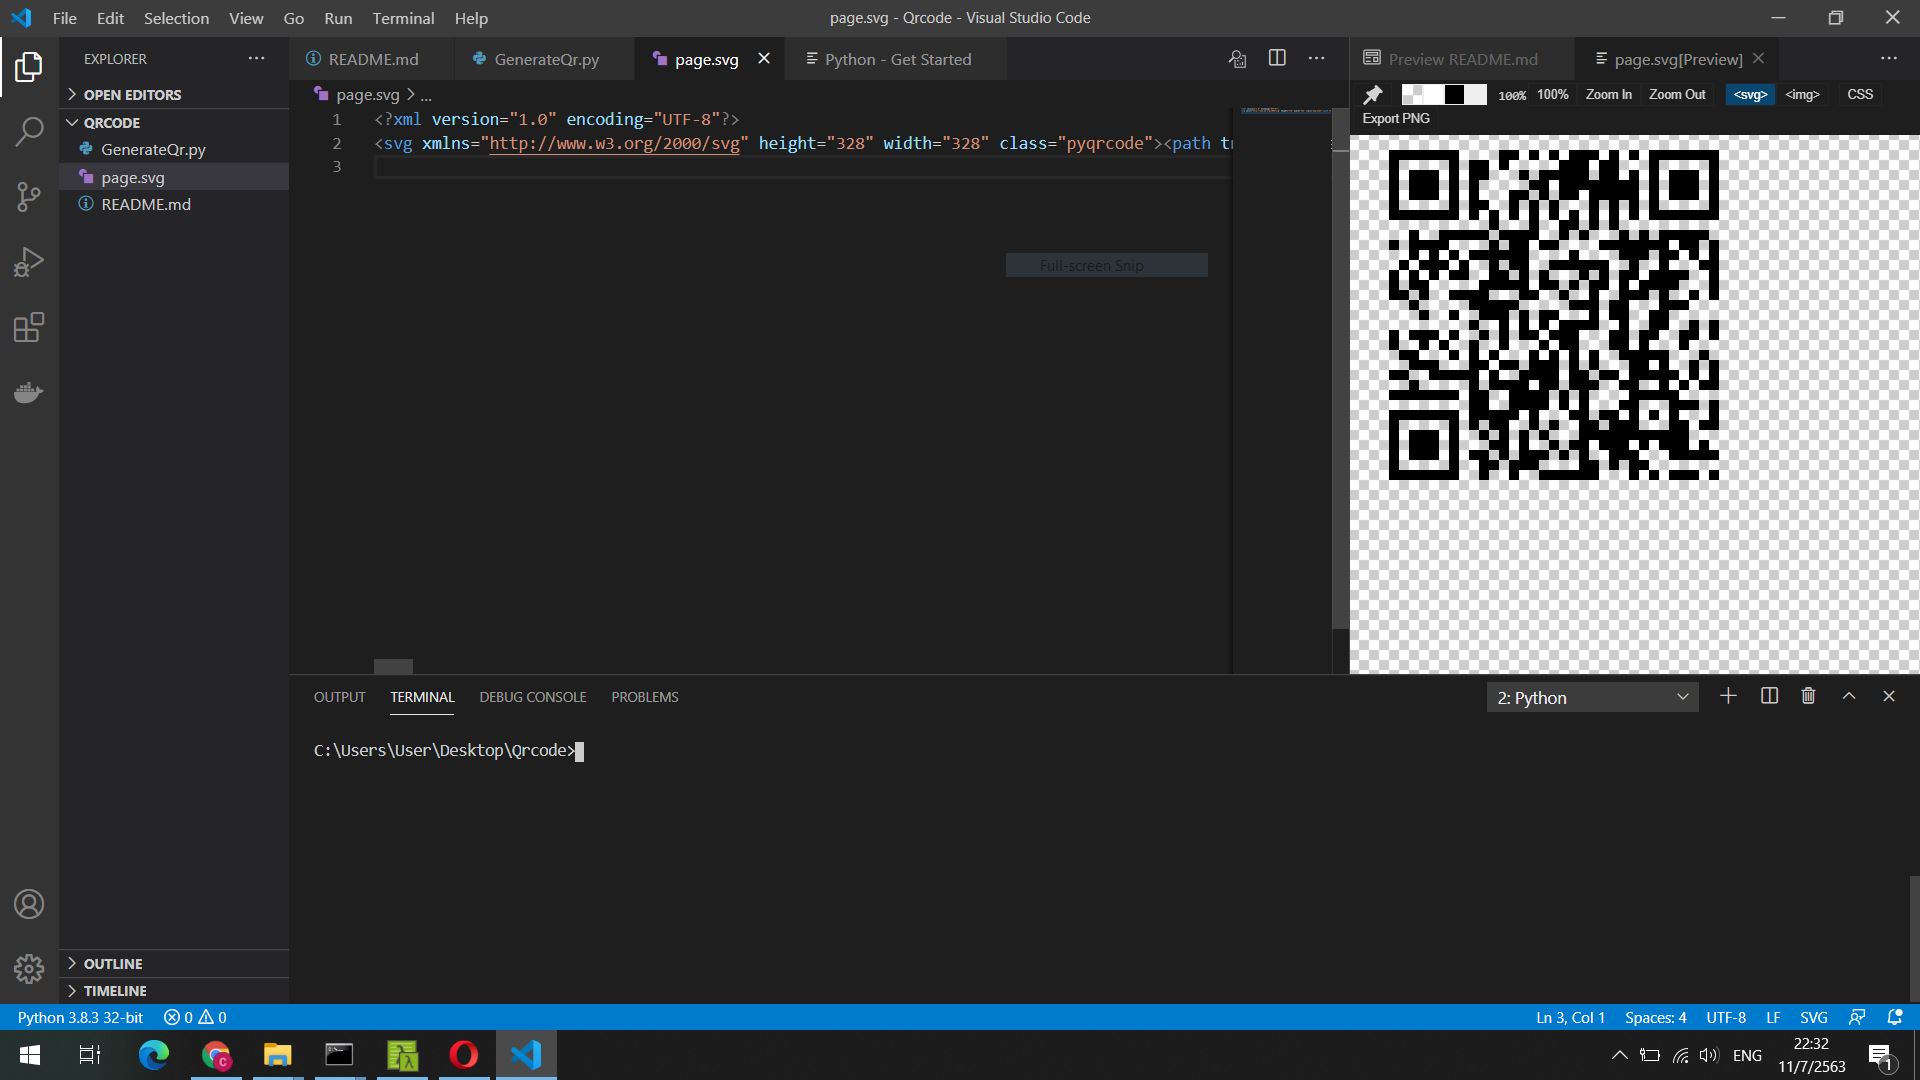 File Edit Selection View Go Run Terminal Help
page.svg - Qrcode - Visual Studio Code
EXPLORER
README.md
GenerateQr.py
page.svg
Python - Get Started
Preview README.md
page.svg[Preview]
OPEN EDITORS
QRCODE
GenerateQr.py
page.svg
README.md
page.svg > ...
1 <?xml version="1.0" encoding="UTF-8"?>
2 <svg xmlns="http://www.w3.org/2000/svg" height="328" width="328" class="pyqrcode"><path tr
3
Full-screen Snip
100% 100% Zoom In Zoom Out <svg> <img> CSS
Export PNG
OUTPUT TERMINAL DEBUG CONSOLE PROBLEMS
2: Python
C:\Users\User\Desktop\Qrcode>
OUTLINE
TIMELINE
Python 3.8.3 32-bit 0 0
Ln 3, Col 1 Spaces: 4 UTF-8 LF SVG
ENG
22:32
11/7/2563
1